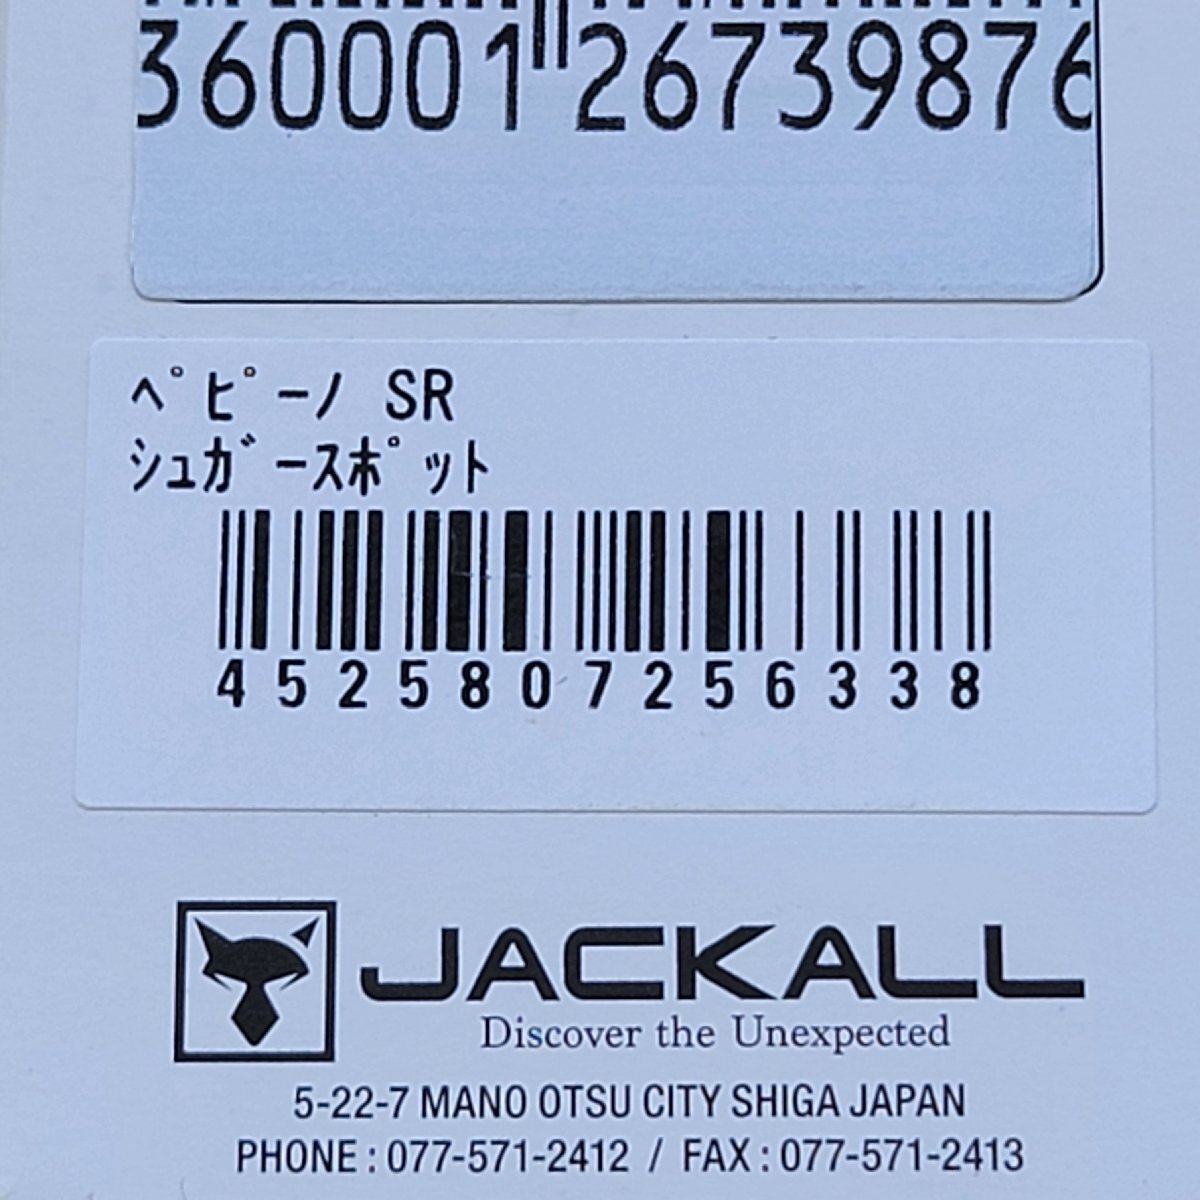 360001 26739876
ﾍﾟﾋﾟｰﾉ SR
ｼｭｶﾞｰｽﾎﾟｯﾄ
4525807256338
JACKALL
Discover the Unexpected
5-22-7 MANO OTSU CITY SHIGA JAPAN
PHONE : 077-571-2412 / FAX : 077-571-2413